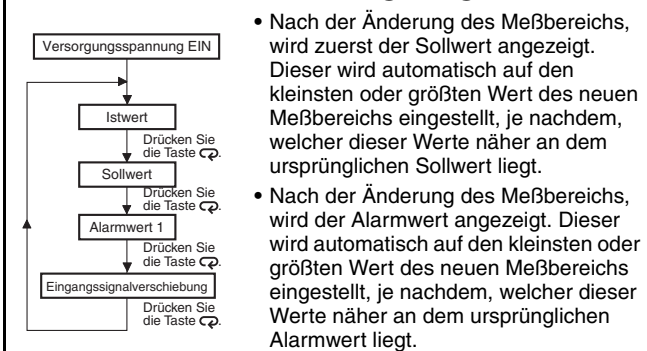 Versorgungsspannung EIN
Istwert
Drücken Sie
die Taste
Sollwert
Drücken Sie
die Taste
Alarmwert 1
Drücken Sie
die Taste
Eingangssignalverschiebung
Drücken Sie
die Taste
• Nach der Änderung des Meßbereichs,
wird zuerst der Sollwert angezeigt.
Dieser wird automatisch auf den
kleinsten oder größten Wert des neuen
Meßbereichs eingestellt, je nachdem,
welcher dieser Werte näher an dem
ursprünglichen Sollwert liegt.
• Nach der Änderung des Meßbereichs,
wird der Alarmwert angezeigt. Dieser
wird automatisch auf den kleinsten oder
größten Wert des neuen Meßbereichs
eingestellt, je nachdem, welcher dieser
Werte näher an dem ursprünglichen
Alarmwert liegt.